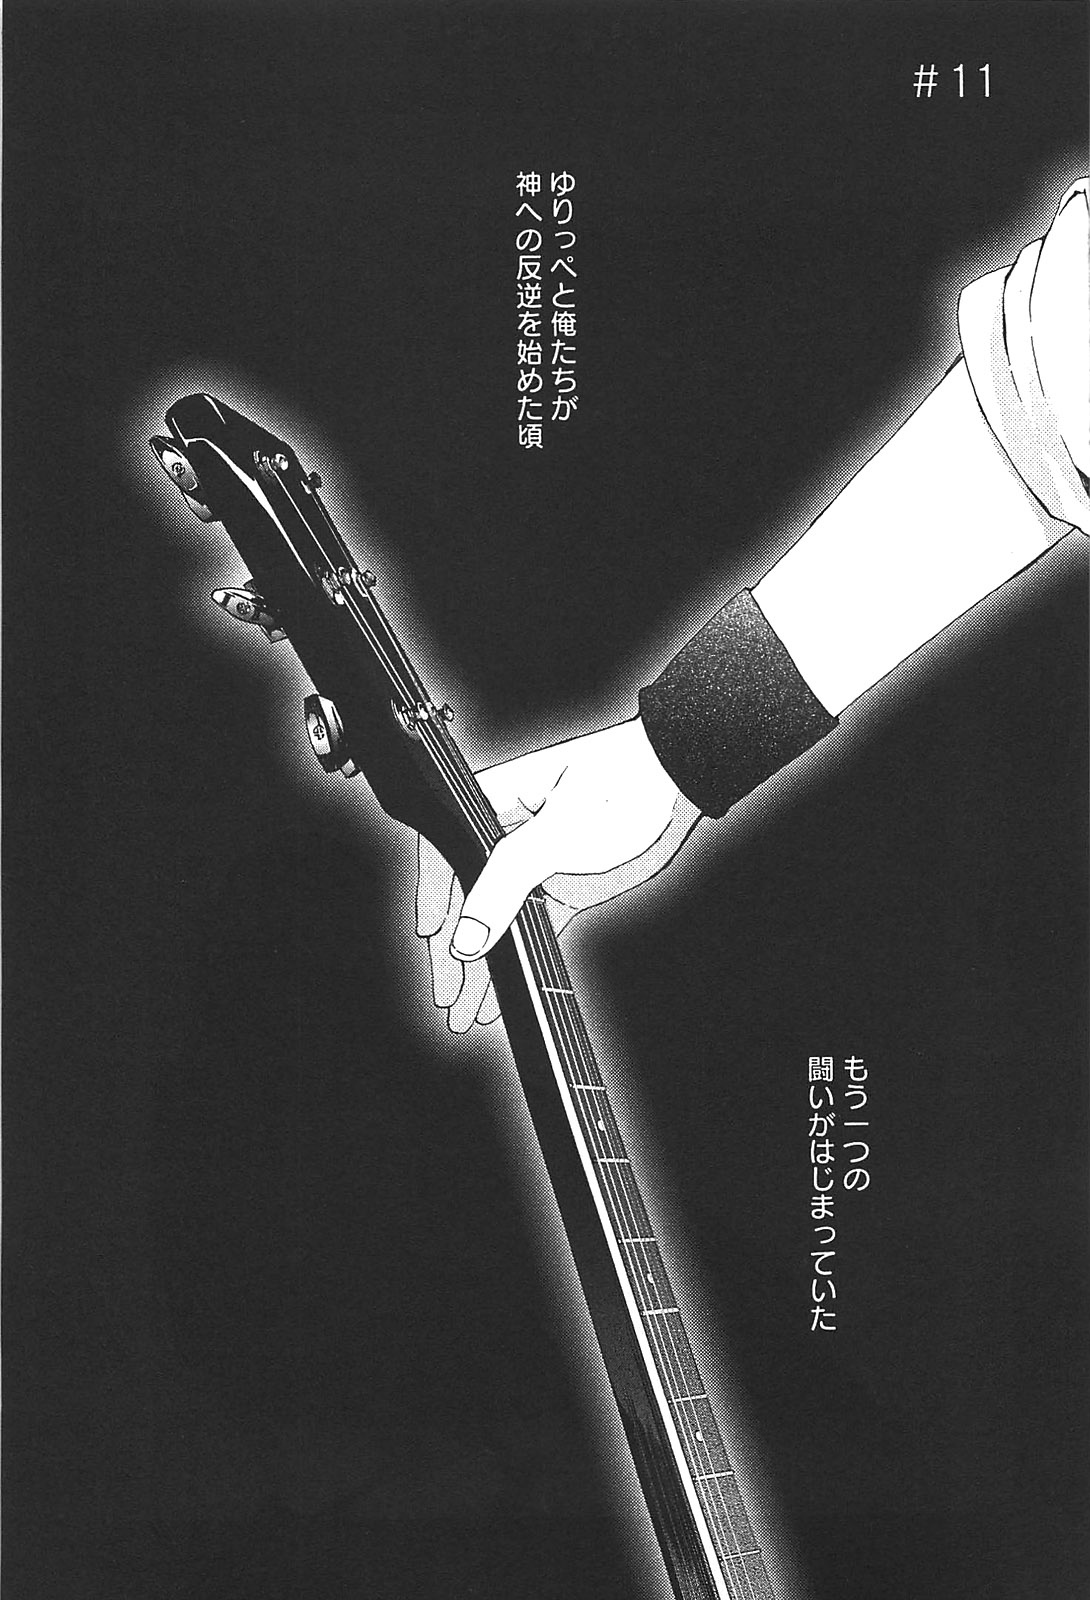 #11
ゆりっぺと俺たちが
神への反逆を始めた頃
もう一つの
闘いがはじまっていた